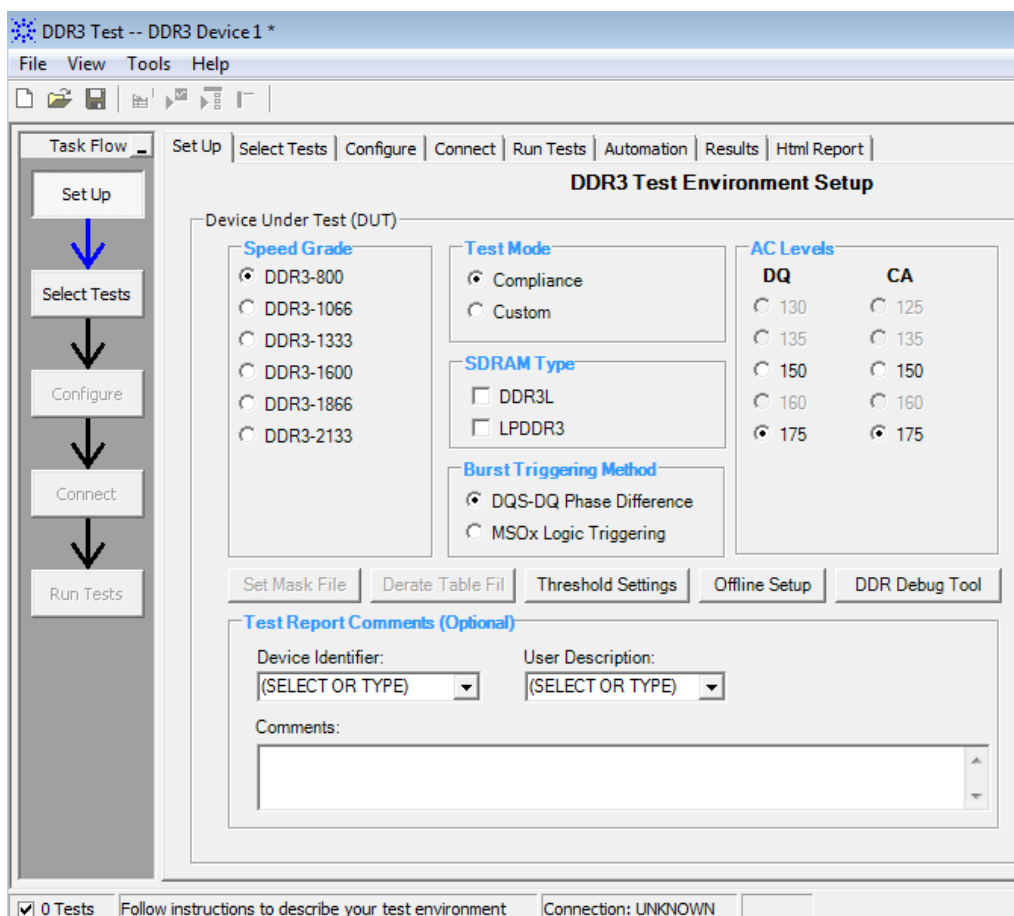 DDR3 Test -- DDR3 Device 1 *
File View Tools Help
Task Flow _
Set Up
Select Tests
Configure
Connect
Run Tests
Set Up Select Tests Configure Connect Run Tests Automation Results Html Report
DDR3 Test Environment Setup
Device Under Test (DUT)
Speed Grade
DDR3-800
DDR3-1066
DDR3-1333
DDR3-1600
DDR3-1866
DDR3-2133
Test Mode
Compliance
Custom
SDRAM Type
DDR3L
LPDDR3
Burst Triggering Method
DQS-DQ Phase Difference
MSOx Logic Triggering
AC Levels
DQ CA
130 125
135 135
150 150
160 160
175 175
Set Mask File Derate Table Fil Threshold Settings Offline Setup DDR Debug Tool
Test Report Comments (Optional)
Device Identifier: User Description:
(SELECT OR TYPE) (SELECT OR TYPE)
Comments:
0 Tests Follow instructions to describe your test environment Connection: UNKNOWN